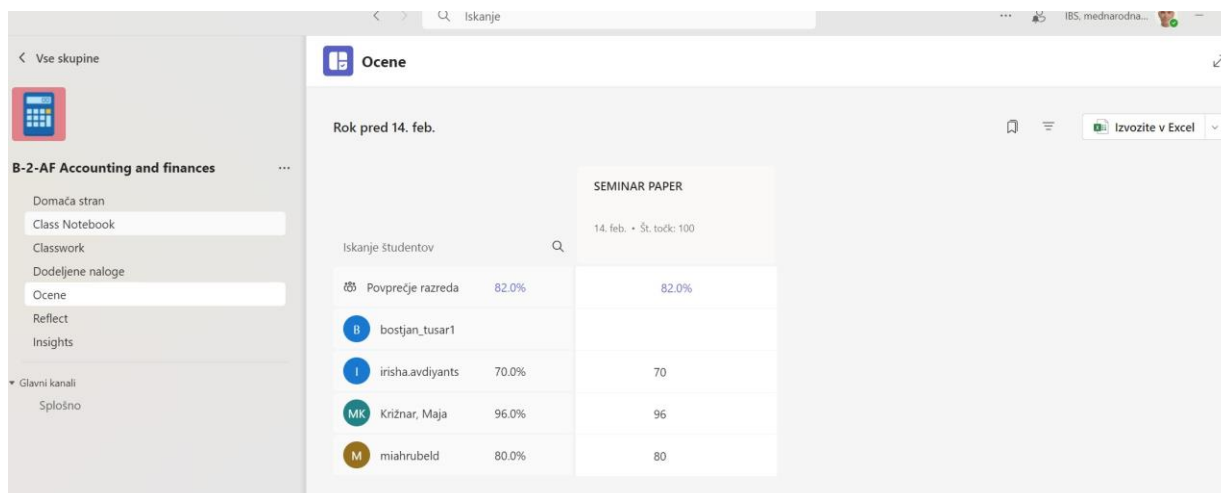 Iskanje
IBS, mednarodna...
Vse skupine
Ocene
Rok pred 14. feb.
Izvozite v Excel
B-2-AF Accounting and finances
SEMINAR PAPER
Domača stran
Class Notebook
14. feb. • Št. točk: 100
Classwork
Iskanje študentov
Dodeljene naloge
Ocene
Povprečje razreda 82.0% 82.0%
Reflect
B bostjan_tusar1
Insights
I irisha.avdiyants 70.0% 70
Glavni kanali
Splošno
MK Križnar, Maja 96.0% 96
M miahrubeld 80.0% 80